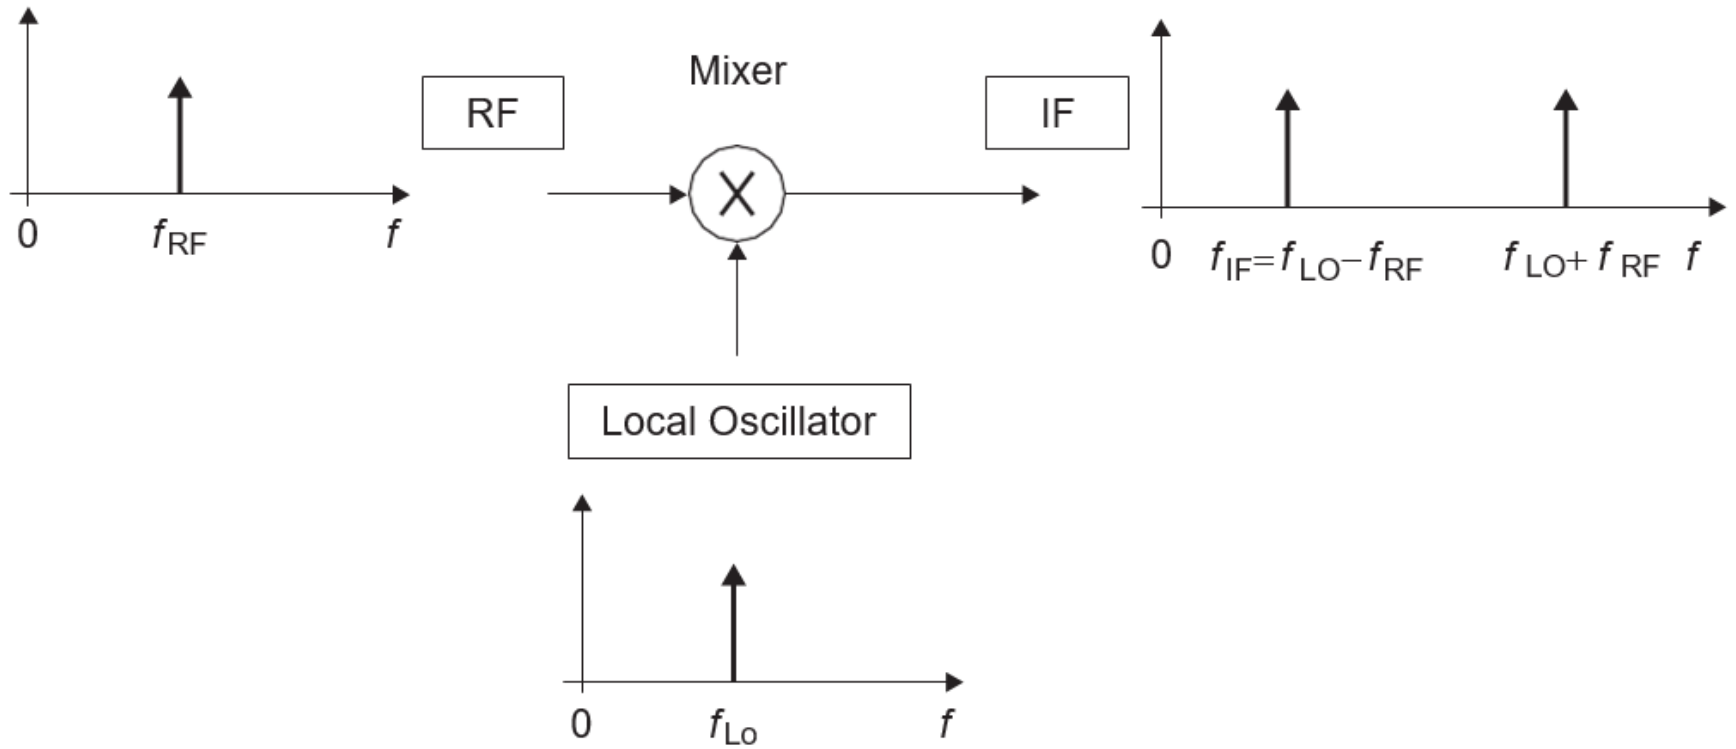 Mixer
RF
IF
0 fRF f
0 fIF=fLO−fRF fLO+ fRF f
Local Oscillator
0 fLo f